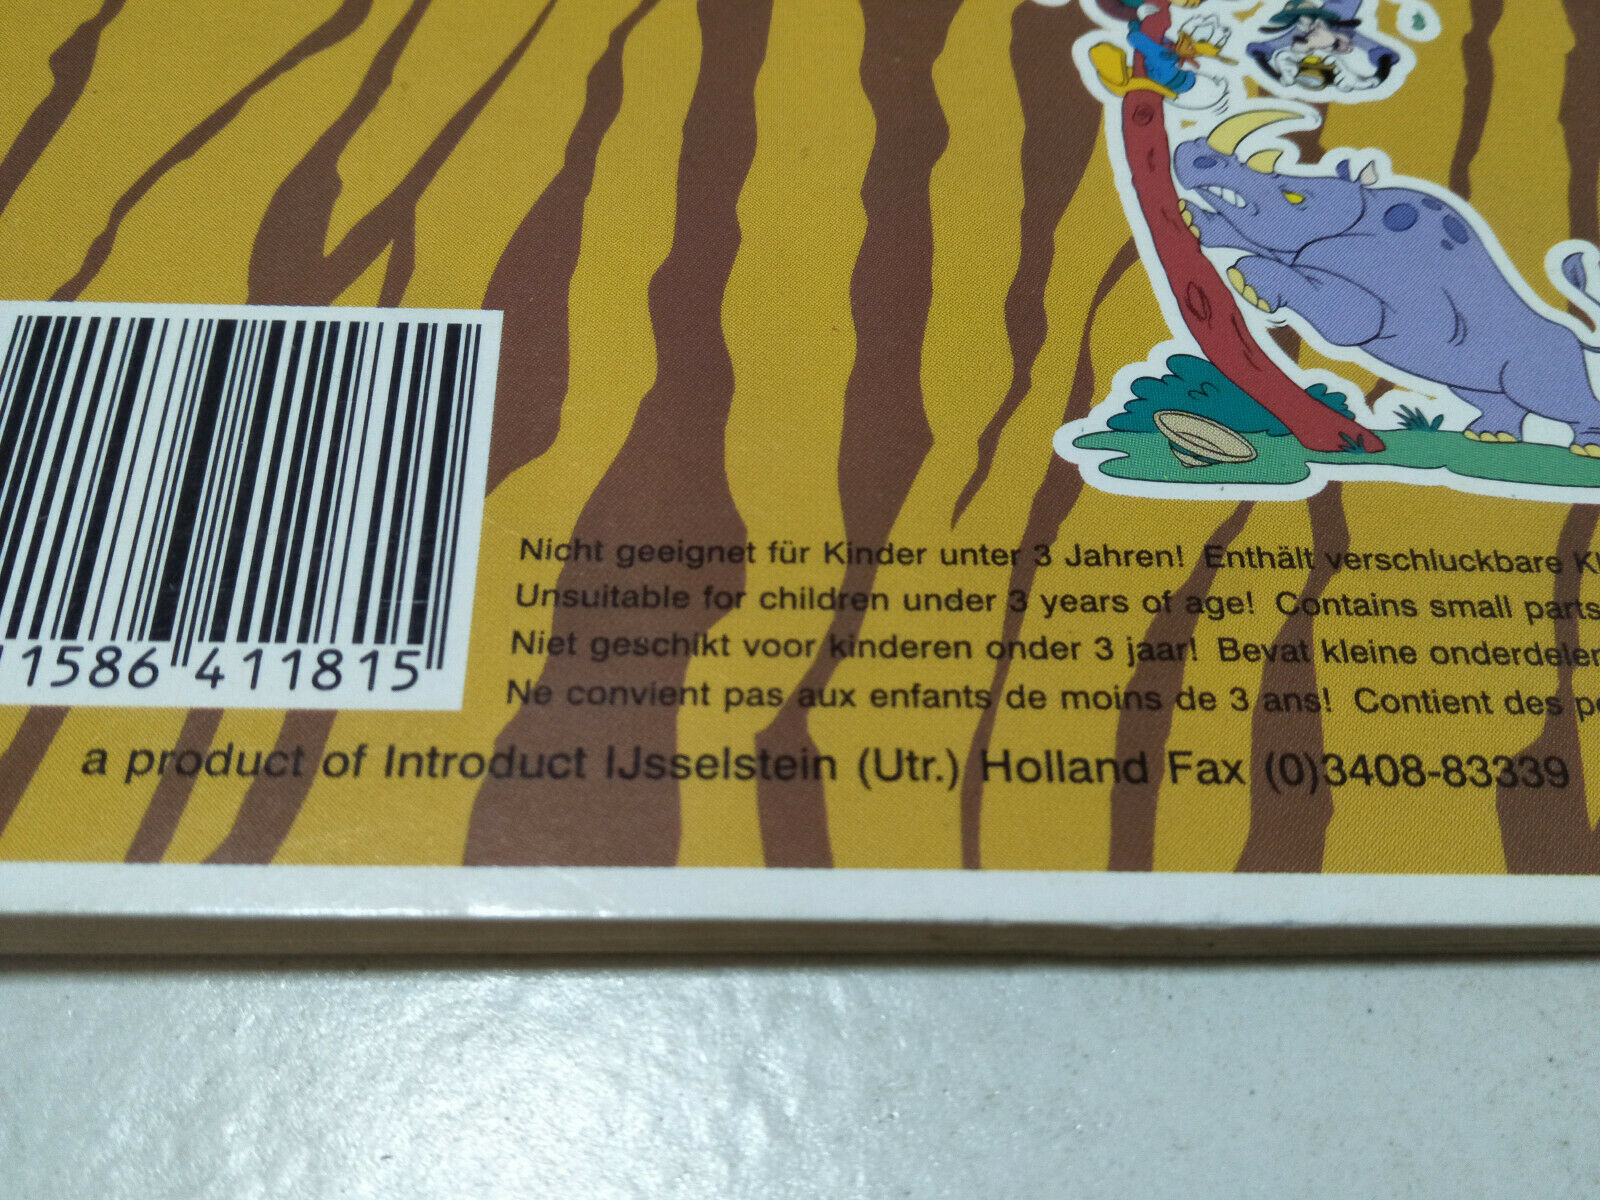 Nicht geeignet für Kinder unter 3 Jahren! Enthält verschluckbare
Unsuitable for children under 3 years of age! Contains small parts
Niet geschikt voor kinderen onder 3 jaar! Bevat kleine onderdelen
Ne convient pas aux enfants de moins de 3 ans! Contient des
11586 411815
a product of Introduct IJsselstein (Utr.) Holland Fax (0)3408-83339